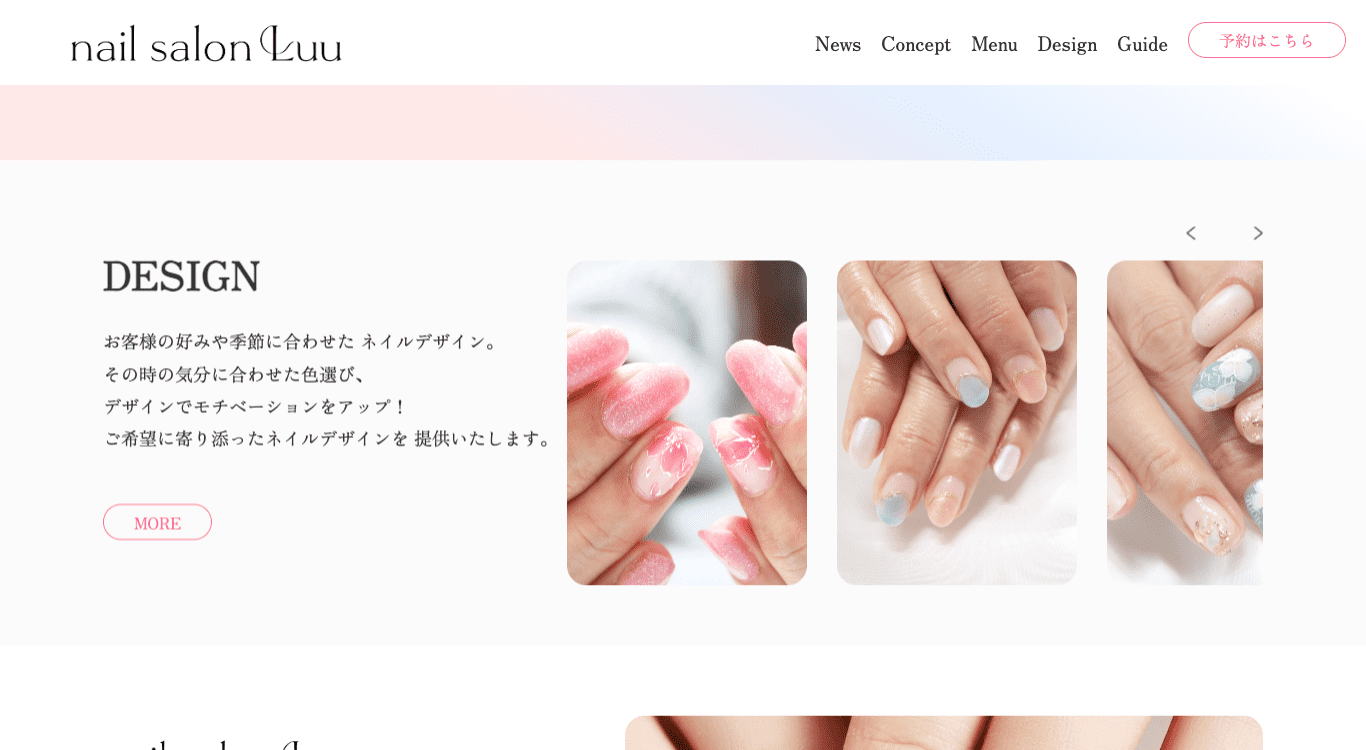 nail salon Luu
News Concept Menu Design Guide 予約はこちら
< >
DESIGN
お客様の好みや季節に合わせた ネイルデザイン。
その時の気分に合わせた色選び、
デザインでモチベーションをアップ！
ご希望に寄り添ったネイルデザインを 提供いたします。
MORE